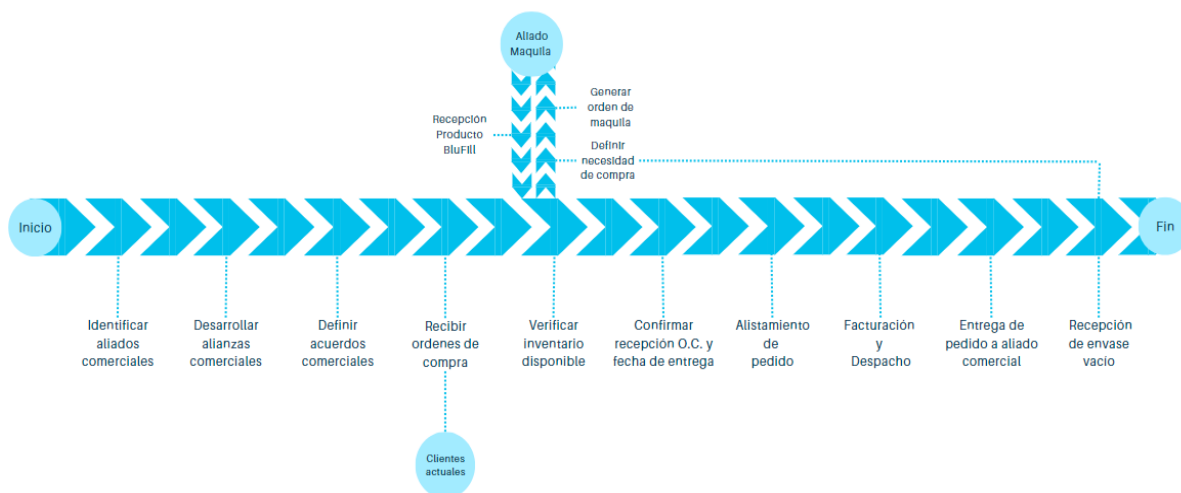 Aliado
Maquila
Generar
orden de
maquila
Recepción
Producto
BluFill
Definir
necesidad
de compra
Inicio
Fin
Identificar
aliados
comerciales
Desarrollar
alianzas
comerciales
Definir
acuerdos
comerciales
Recibir
ordenes de
compra
Verificar
inventario
disponible
Confirmar
recepción O.C. y
fecha de entrega
Alistamiento
de
pedido
Facturación
y
Despacho
Entrega de
pedido a aliado
comercial
Recepción
de envase
vacío
Clientes
actuales